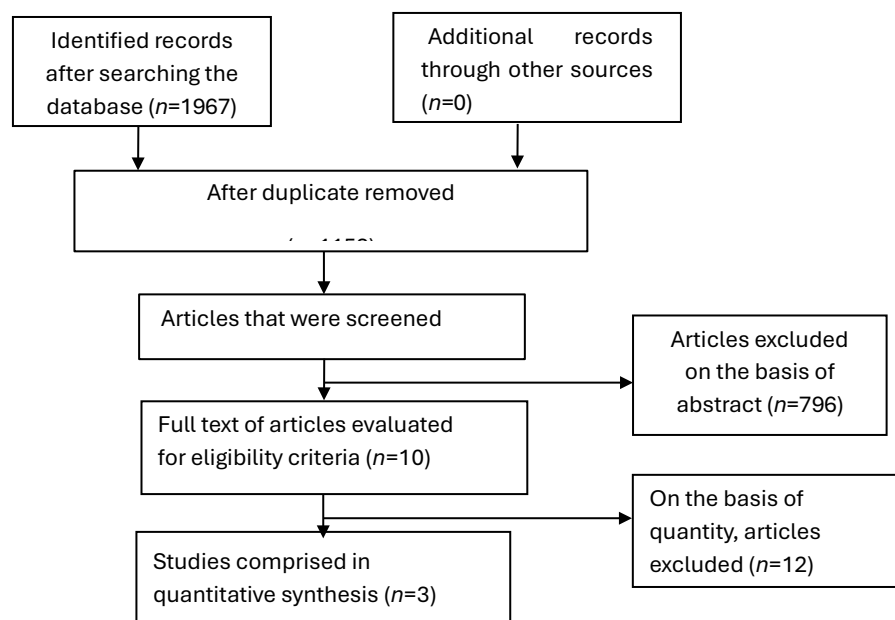 Identified records
after searching the
database (n=1967)
Additional records
through other sources
(n=0)
After duplicate removed
Articles that were screened
Articles excluded
on the basis of
abstract (n=796)
Full text of articles evaluated
for eligibility criteria (n=10)
On the basis of
quantity, articles
excluded (n=12)
Studies comprised in
quantitative synthesis (n=3)